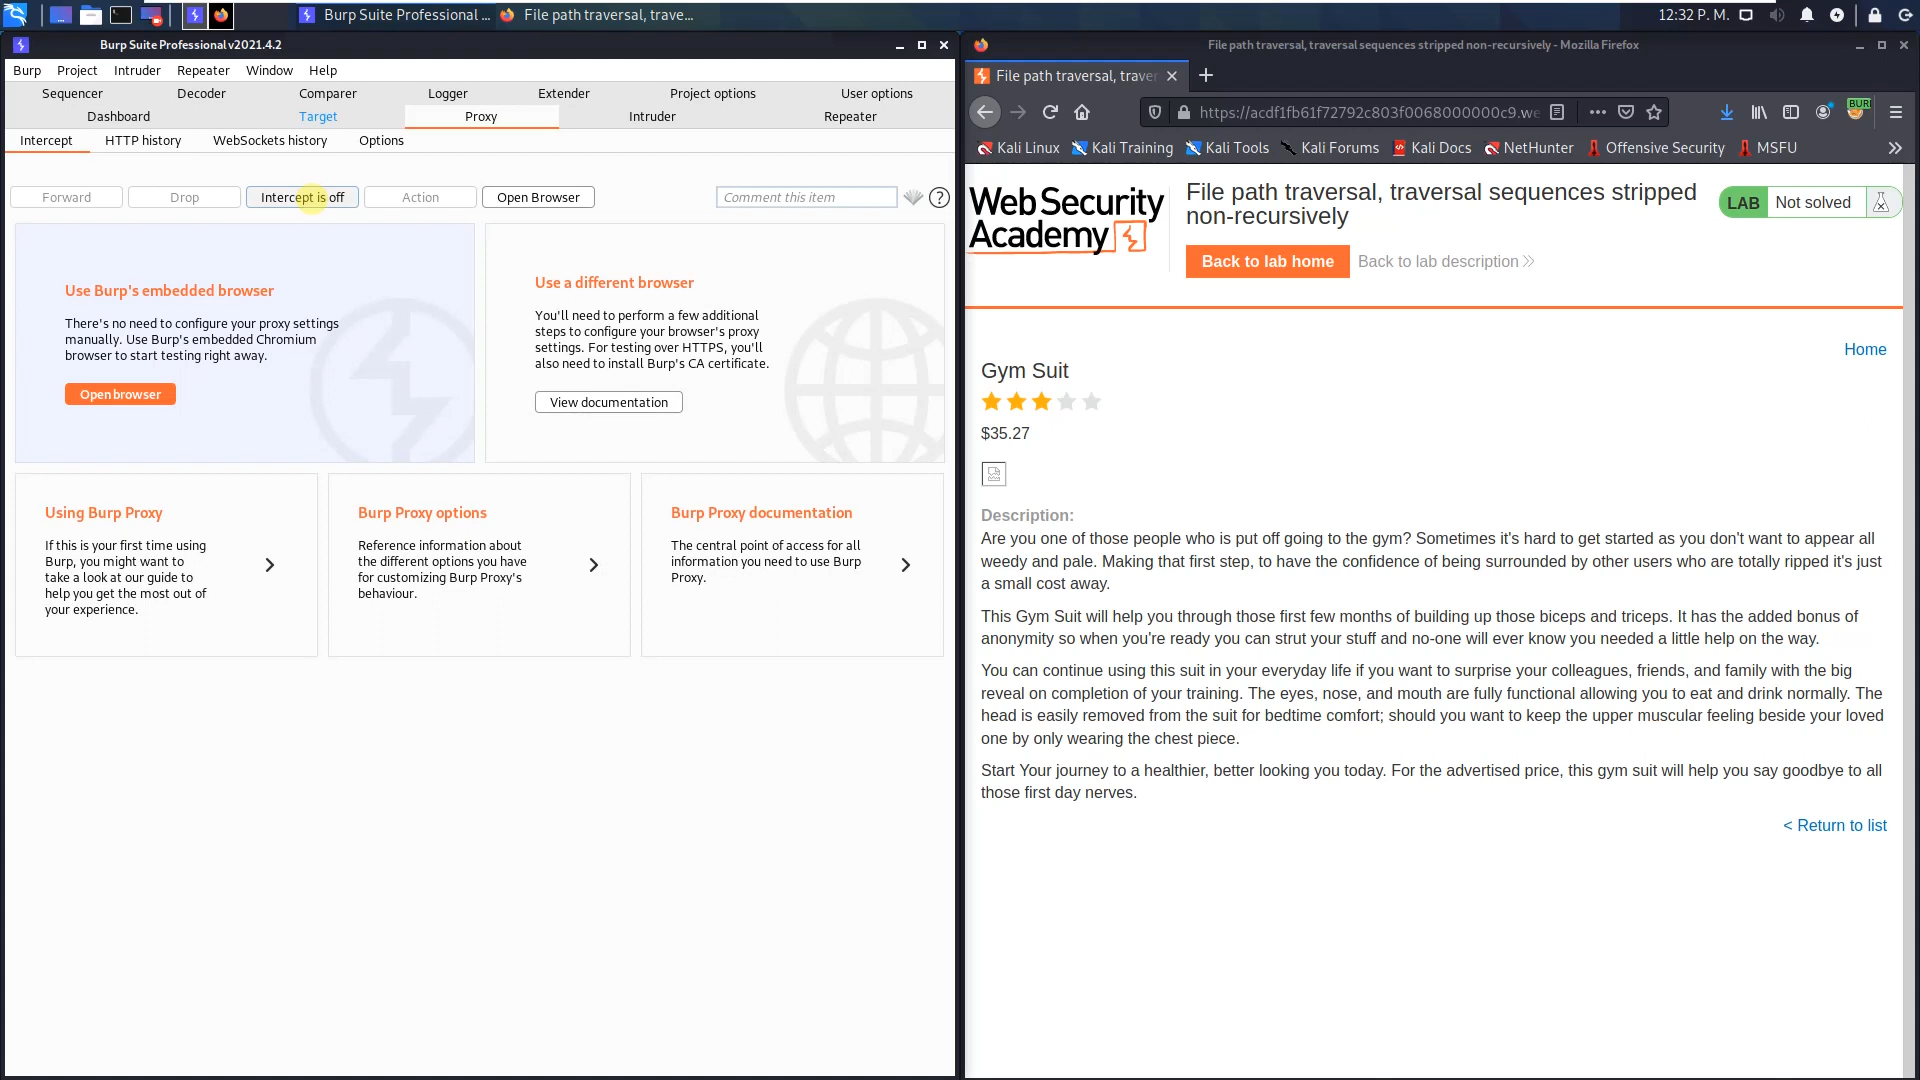 Burp Suite Professional ...
File path traversal, trave...
12:32 P. M.
Burp Suite Professional v2021.4.2
Burp Project Intruder Repeater Window Help
Sequencer Decoder Comparer Logger Extender Project options User options
Dashboard Target Proxy Intruder Repeater
Intercept HTTP history WebSockets history Options
Forward Drop Intercept is off Action Open Browser Comment this item ?
Use Burp's embedded browser
There's no need to configure your proxy settings
manually. Use Burp's embedded Chromium
browser to start testing right away.
Open browser
Use a different browser
You'll need to perform a few additional
steps to configure your browser's proxy
settings. For testing over HTTPS, you'll
also need to install Burp's CA certificate.
View documentation
Using Burp Proxy
If this is your first time using
Burp, you might want to
take a look at our guide to
help you get the most out of
your experience.
Burp Proxy options
Reference information about
the different options you have
for customizing Burp Proxy's
behaviour.
Burp Proxy documentation
The central point of access for all
information you need to use Burp
Proxy.
File path traversal, traversal sequences stripped non-recursively - Mozilla Firefox
File path traversal, traver
https://acdf1fb61f72792c803f0068000000c9.we
BURP
Kali Linux Kali Training Kali Tools Kali Forums Kali Docs NetHunter Offensive Security MSFU
Web Security
Academy
File path traversal, traversal sequences stripped
non-recursively
LAB Not solved
Back to lab home Back to lab description
Home
Gym Suit
$35.27
Description:
Are you one of those people who is put off going to the gym? Sometimes it's hard to get started as you don't want to appear all
weedy and pale. Making that first step, to have the confidence of being surrounded by other users who are totally ripped it's just
a small cost away.
This Gym Suit will help you through those first few months of building up those biceps and triceps. It has the added bonus of
anonymity so when you're ready you can strut your stuff and no-one will ever know you needed a little help on the way.
You can continue using this suit in your everyday life if you want to surprise your colleagues, friends, and family with the big
reveal on completion of your training. The eyes, nose, and mouth are fully functional allowing you to eat and drink normally. The
head is easily removed from the suit for bedtime comfort; should you want to keep the upper muscular feeling beside your loved
one by only wearing the chest piece.
Start Your journey to a healthier, better looking you today. For the advertised price, this gym suit will help you say goodbye to all
those first day nerves.
< Return to list